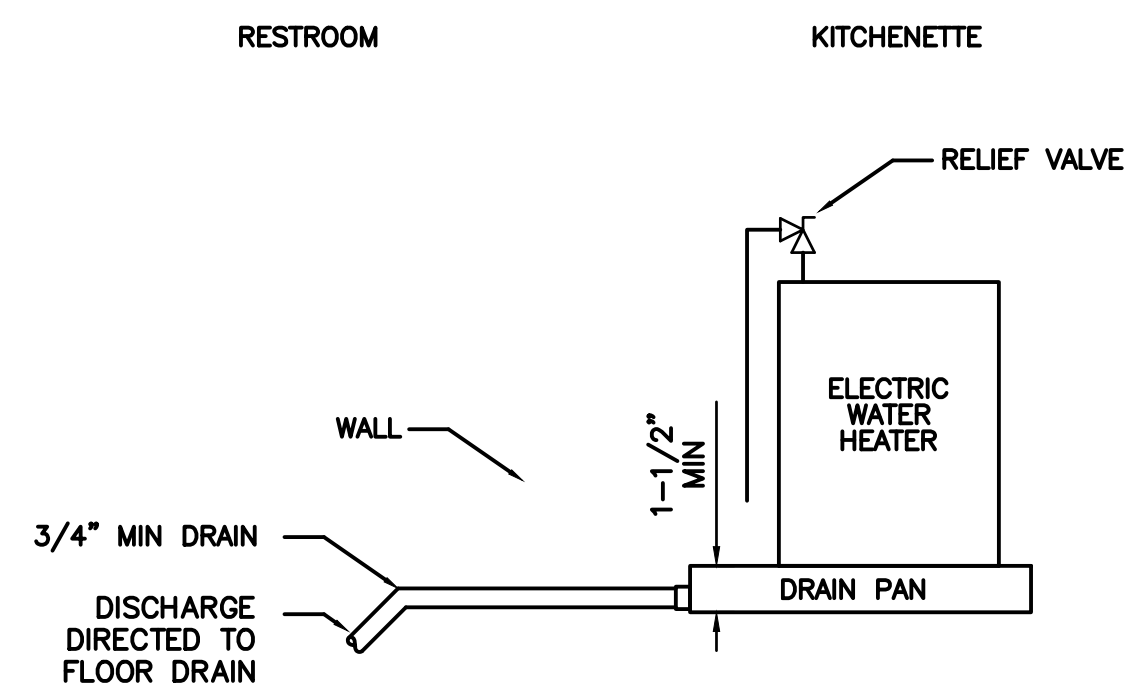 RESTROOM
KITCHENETTE
RELIEF VALVE
ELECTRIC
WATER
HEATER
WALL
1-1/2"
MIN
3/4" MIN DRAIN
DRAIN PAN
DISCHARGE
DIRECTED TO
FLOOR DRAIN